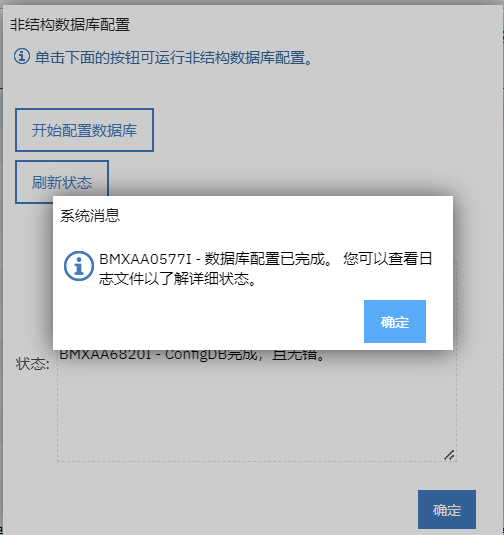 非结构数据库配置
单击下面的按钮可运行非结构数据库配置。
开始配置数据库
刷新状态
系统消息
BMXAA0577I - 数据库配置已完成。 您可以查看日
志文件以了解详细状态。
确定
BMXAA6820I - ConfigDB完成，且无错。
状态:
确定